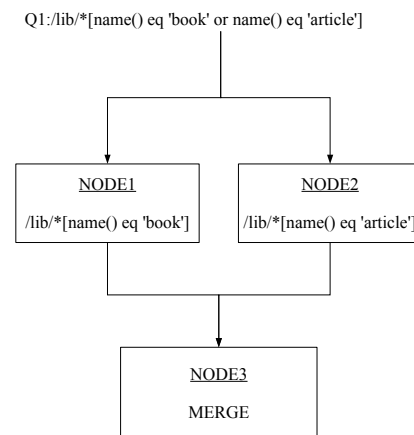 Q1:/lib/*[name() eq 'book' or name() eq 'article']
NODE1
/lib/*[name() eq 'book']
NODE2
/lib/*[name() eq 'article']
NODE3
MERGE